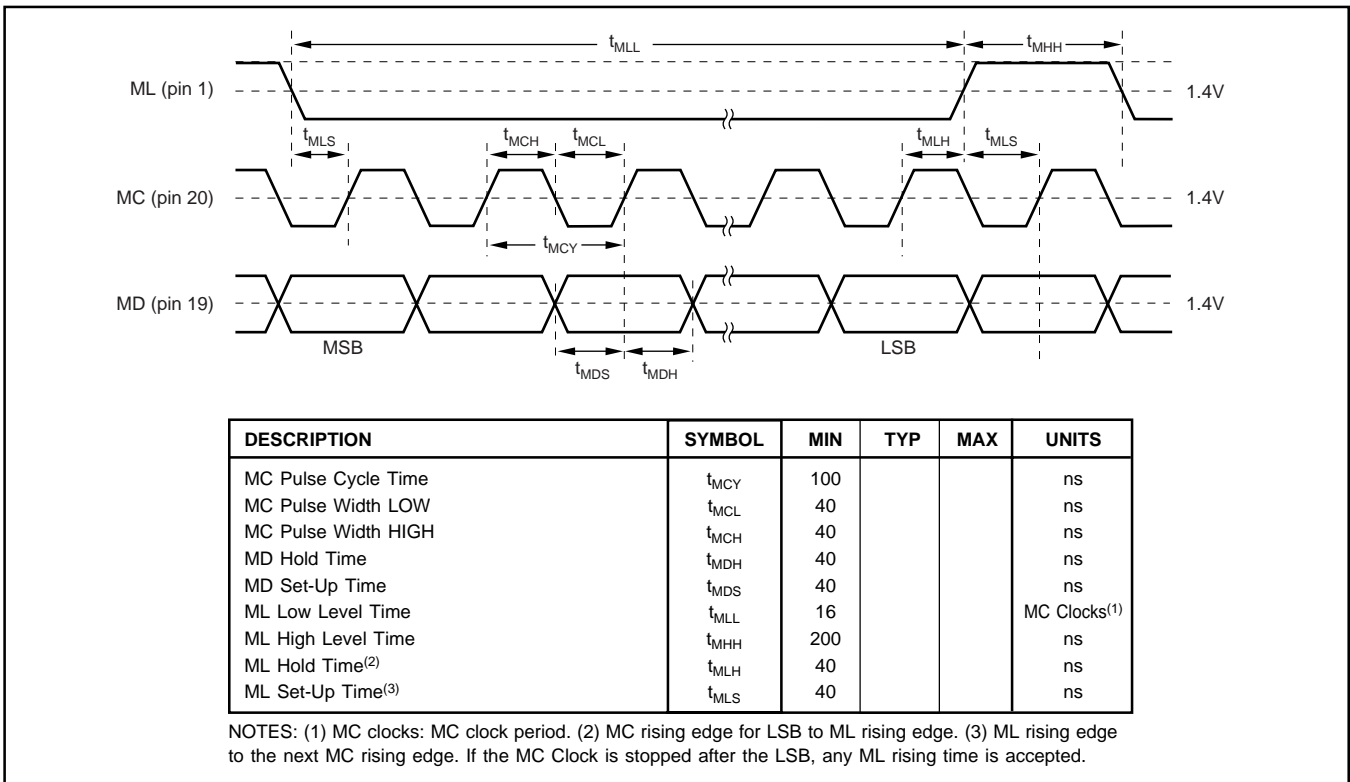 tMLL
tMHH
ML (pin 1)
1.4V
tMLS
tMCH
tMCL
tMLH
tMLS
MC (pin 20)
1.4V
tMCY
MD (pin 19)
1.4V
MSB
LSB
tMDS
tMDH
DESCRIPTION SYMBOL MIN TYP MAX UNITS
MC Pulse Cycle Time tMCY 100 ns
MC Pulse Width LOW tMCL 40 ns
MC Pulse Width HIGH tMCH 40 ns
MD Hold Time tMDH 40 ns
MD Set-Up Time tMDS 40 ns
ML Low Level Time tMLL 16 MC Clocks(1)
ML High Level Time tMHH 200 ns
ML Hold Time(2) tMLH 40 ns
ML Set-Up Time(3) tMLS 40 ns
NOTES: (1) MC clocks: MC clock period. (2) MC rising edge for LSB to ML rising edge. (3) ML rising edge
to the next MC rising edge. If the MC Clock is stopped after the LSB, any ML rising time is accepted.